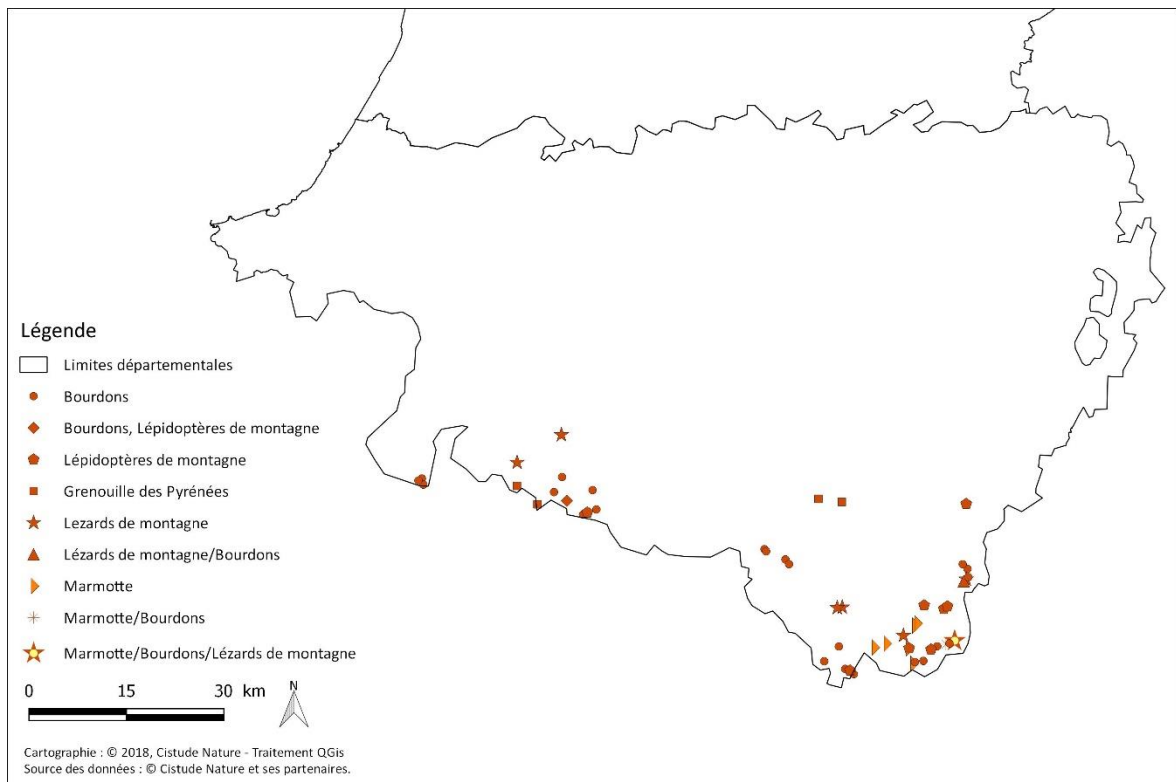 Légende
Limites départementales
Bourdons
Bourdons, Lépidoptères de montagne
Lépidoptères de montagne
Grenouille des Pyrénées
Lezards de montagne
Lézards de montagne/Bourdons
Marmotte
Marmotte/Bourdons
Marmotte/Bourdons/Lézards de montagne
0 15 30 km
N
Cartographie : © 2018, Cistude Nature - Traitement QGis
Source des données : © Cistude Nature et ses partenaires.